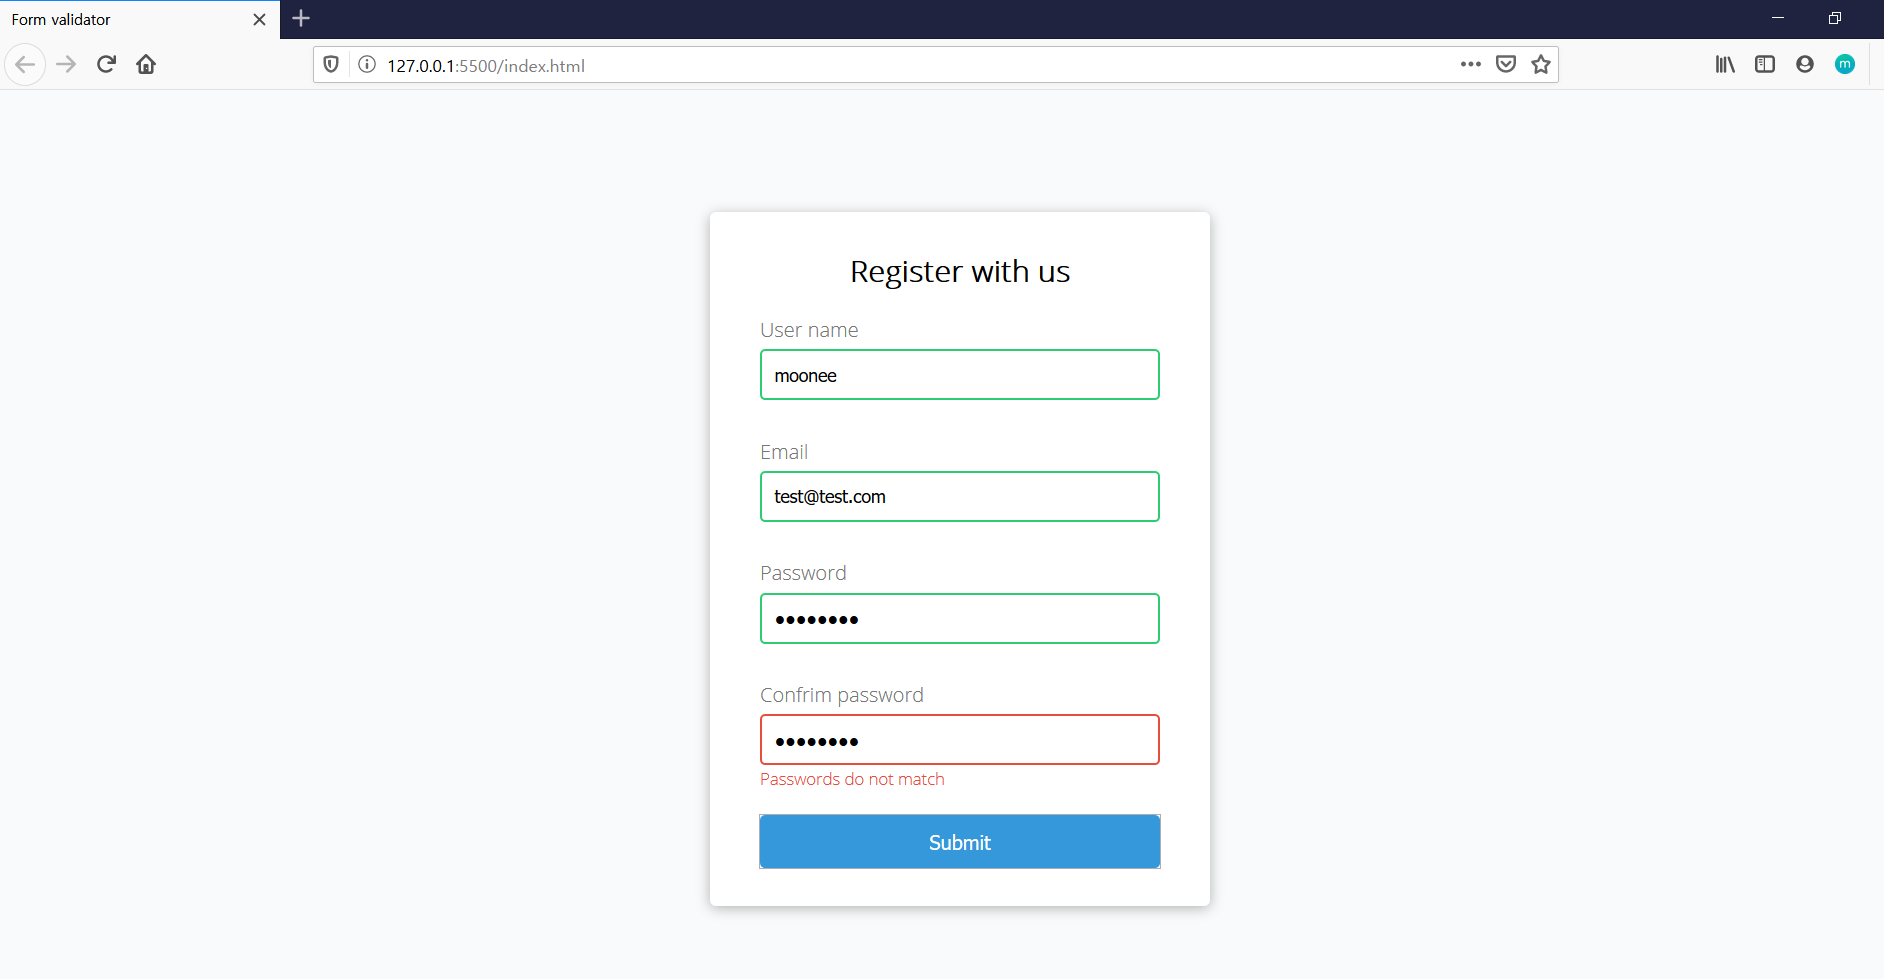 Form validator
127.0.0.1:5500/index.html
m
Register with us
User name
moonee
Email
test@test.com
Password
••••••••
Confrim password
••••••••
Passwords do not match
Submit